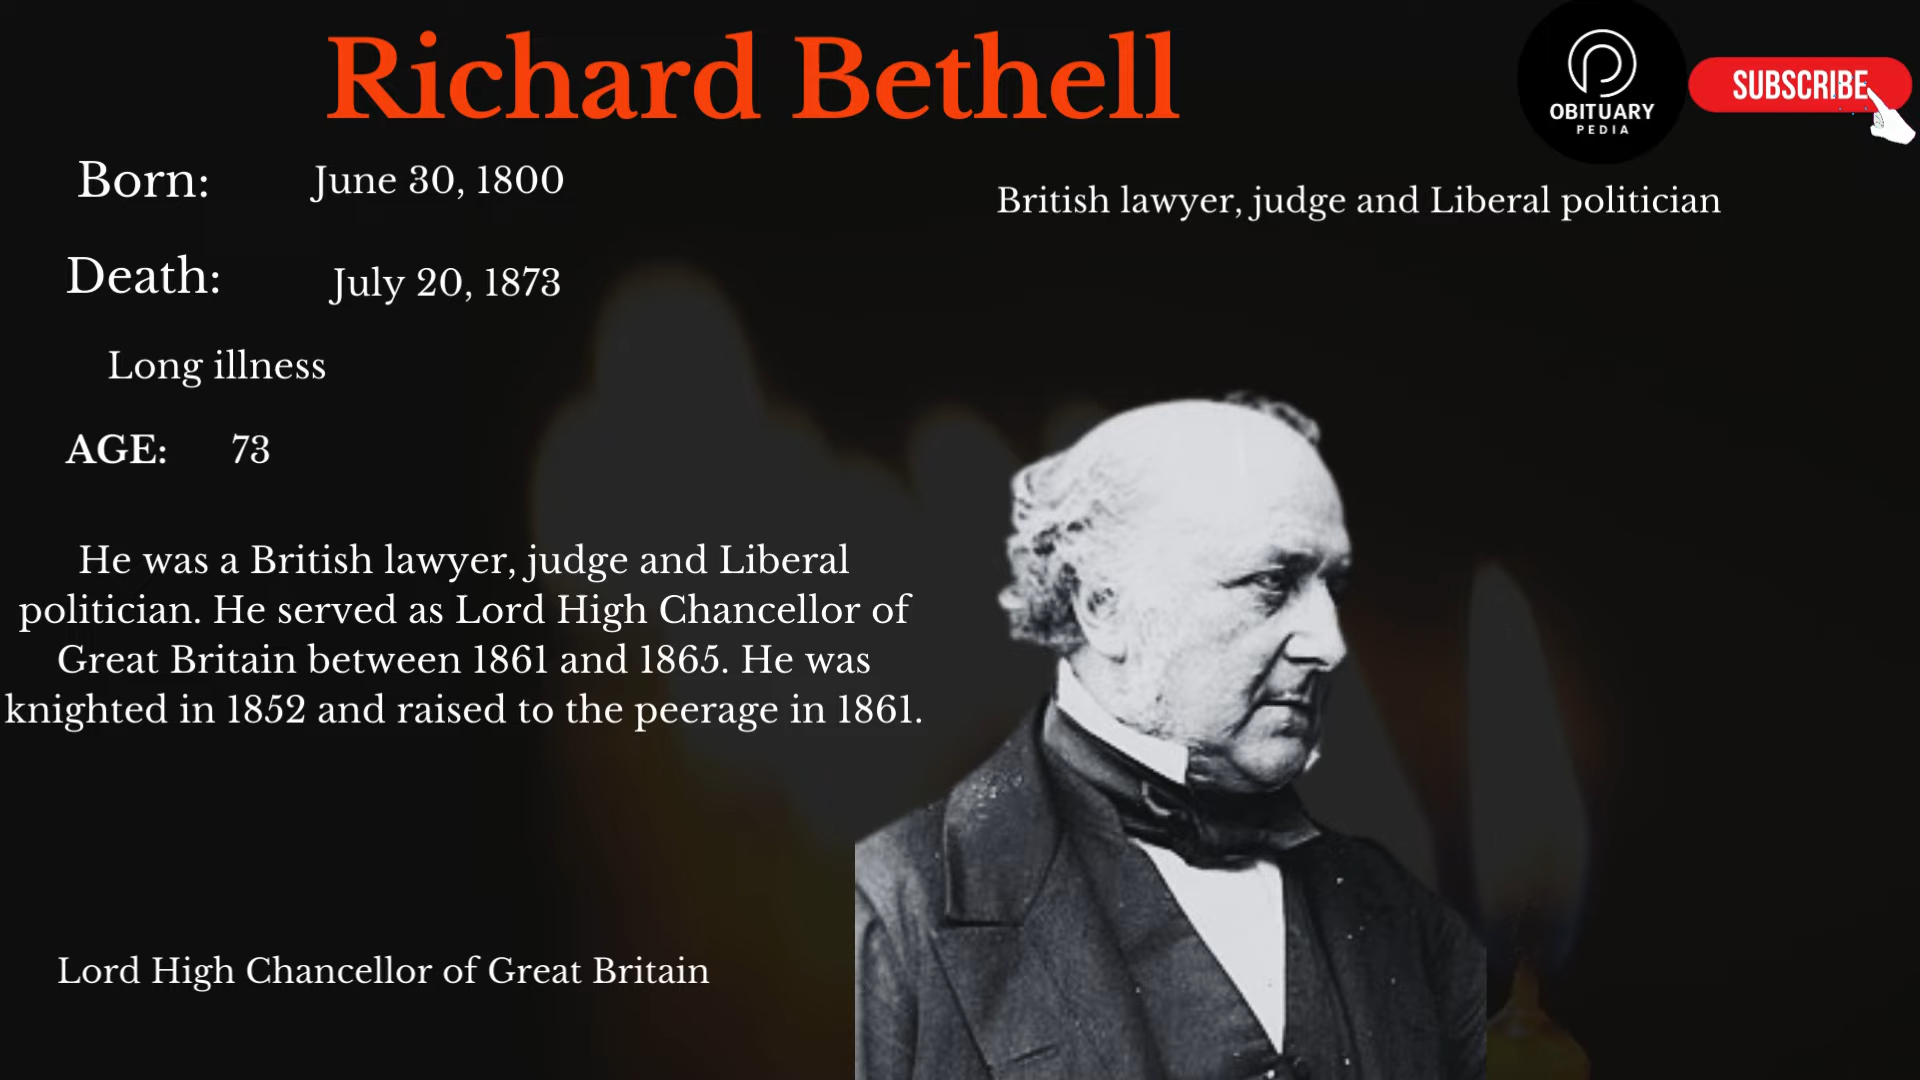 Richard Bethell
OBITUARY
PEDIA
SUBSCRIBE
Born: June 30, 1800
British lawyer, judge and Liberal politician
Death: July 20, 1873
Long illness
AGE: 73
He was a British lawyer, judge and Liberal
politician. He served as Lord High Chancellor of
Great Britain between 1861 and 1865. He was
knighted in 1852 and raised to the peerage in 1861.
Lord High Chancellor of Great Britain